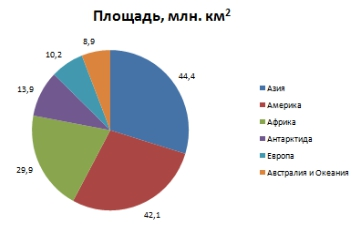 Площадь, млн. км²
8,9
10,2
13,9
29,9
44,4
42,1
Азия
Америка
Африка
Антарктида
Европа
Австралия и Океания